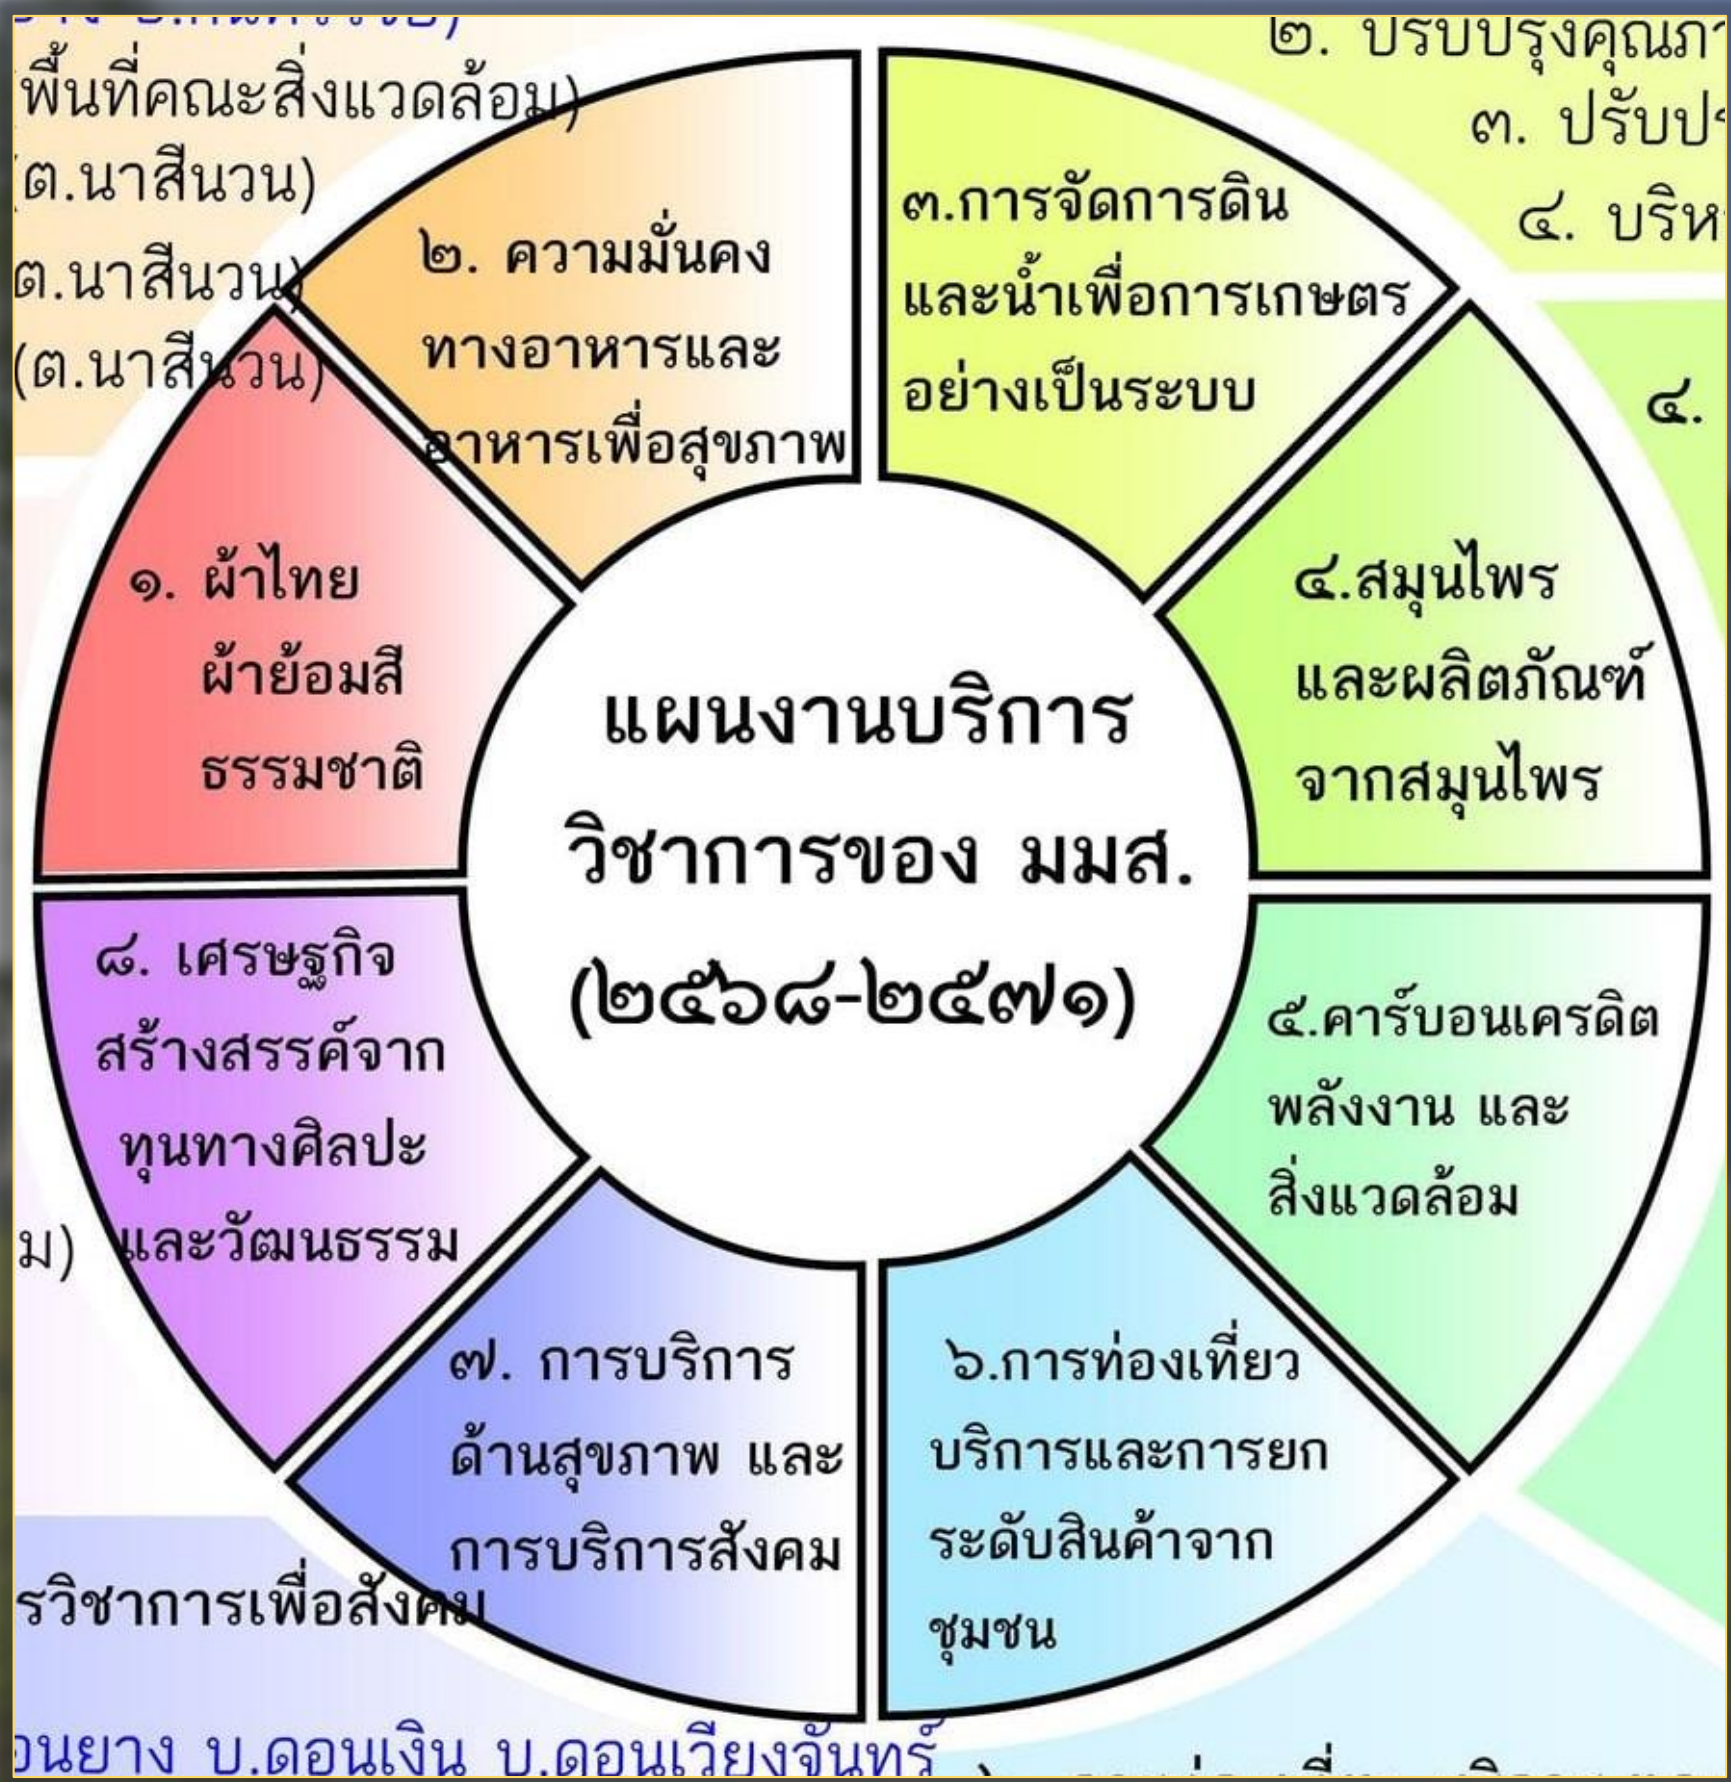 พื้นที่คณะสิ่งแวดล้อม)
(ต.นาสีนวน)
ต.นาสีนวน)
(ต.นาสีนวน)
๒. ปรับปรุง
๓.
๔.
๔.
๑. ผ้าไทย
ผ้าย้อมสี
ธรรมชาติ
๒. ความมั่นคง
ทางอาหารและ
อาหารเพื่อสุขภาพ
๓.การจัดการดิน
และน้ำเพื่อการเกษตร
อย่างเป็นระบบ
๔.สมุนไพร
และผลิตภัณฑ์
จากสมุนไพร
๕.คาร์บอนเครดิต
พลังงาน และ
สิ่งแวดล้อม
๖.การท่องเที่ยว
บริการและการยก
ระดับสินค้าจาก
ชุมชน
๗. การบริการ
ด้านสุขภาพ และ
การบริการสังคม
๘. เศรษฐกิจ
สร้างสรรค์จาก
ทุนทางศิลปะ
และวัฒนธรรม
แผนงานบริการ
วิชาการของ มมส.
(๒๕๖๘-๒๕๗๑)
ม)
รวิชาการเพื่อสังคม
อนยาง บ.ดอนเงิน บ.ดอนเวียงจันทร์